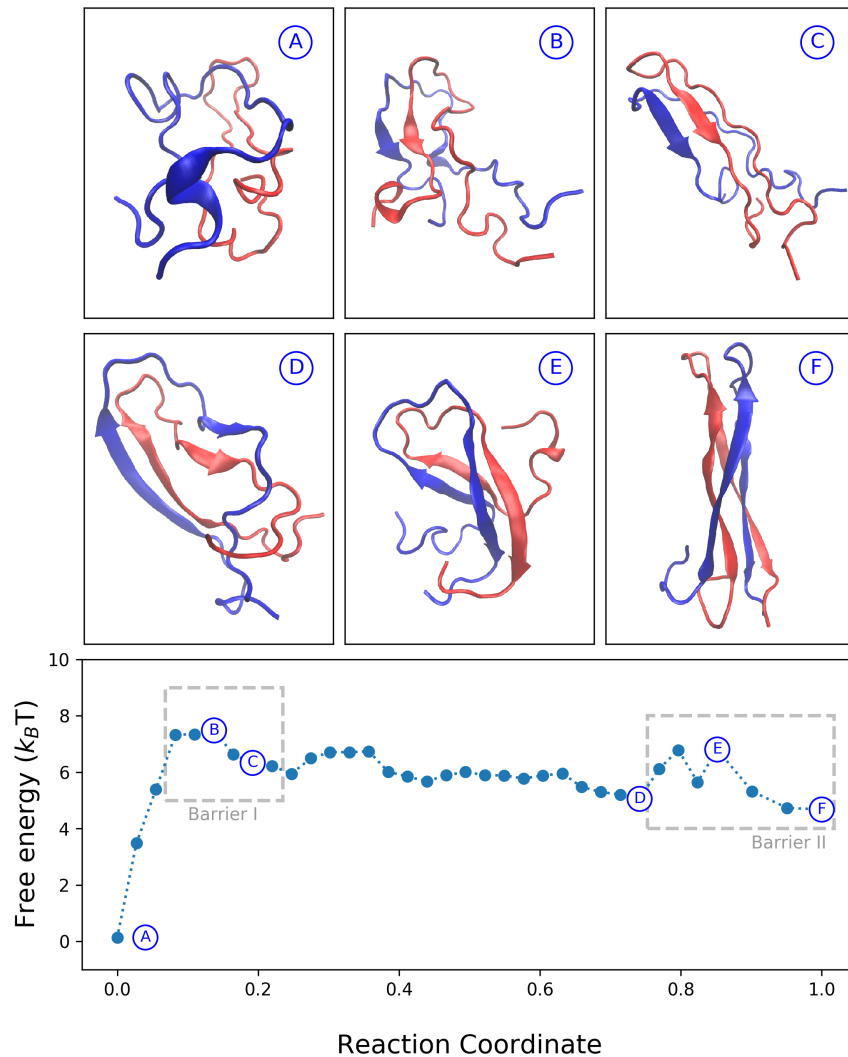 A
B
C
D
E
F
10
8
6
4
2
0
Free energy (k_BT)
B
C
E
D
F
A
Barrier I
Barrier II
0.0 0.2 0.4 0.6 0.8 1.0
Reaction Coordinate